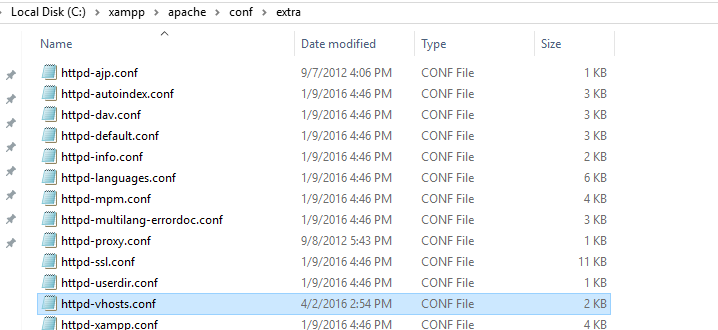 Local Disk (C:) > xampp > apache > conf > extra
Name Date modified Type Size
httpd-ajp.conf 9/7/2012 4:06 PM CONF File 1 KB
httpd-autoindex.conf 1/9/2016 4:46 PM CONF File 3 KB
httpd-dav.conf 1/9/2016 4:46 PM CONF File 3 KB
httpd-default.conf 1/9/2016 4:46 PM CONF File 3 KB
httpd-info.conf 1/9/2016 4:46 PM CONF File 2 KB
httpd-languages.conf 1/9/2016 4:46 PM CONF File 6 KB
httpd-mpm.conf 1/9/2016 4:46 PM CONF File 4 KB
httpd-multilang-errordoc.conf 1/9/2016 4:46 PM CONF File 3 KB
httpd-proxy.conf 9/8/2012 5:43 PM CONF File 1 KB
httpd-ssl.conf 1/9/2016 4:46 PM CONF File 11 KB
httpd-userdir.conf 1/9/2016 4:46 PM CONF File 1 KB
httpd-vhosts.conf 4/2/2016 2:54 PM CONF File 2 KB
httpd-xampp.conf 1/9/2016 4:46 PM CONF File 4 KB